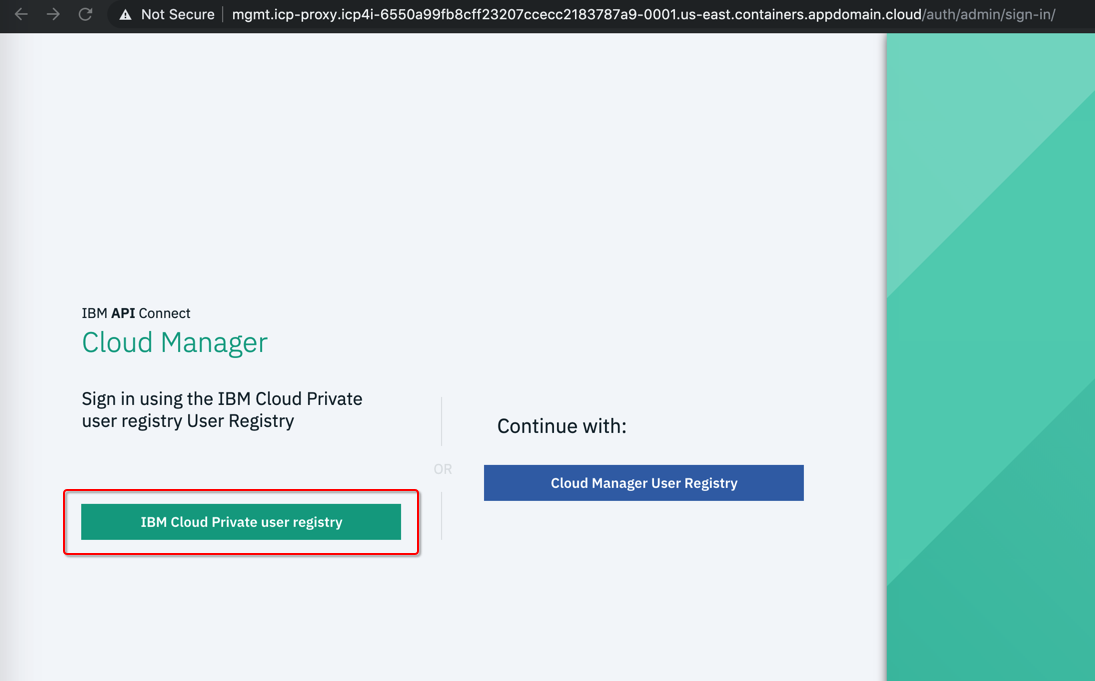 Not Secure mgmt.icp-proxy.icp4i-6550a99fb8cff23207ccecc2183787a9-0001.us-east.containers.appdomain.cloud/auth/admin/sign-in/
IBM API Connect
Cloud Manager
Sign in using the IBM Cloud Private
user registry User Registry
IBM Cloud Private user registry
OR
Continue with:
Cloud Manager User Registry